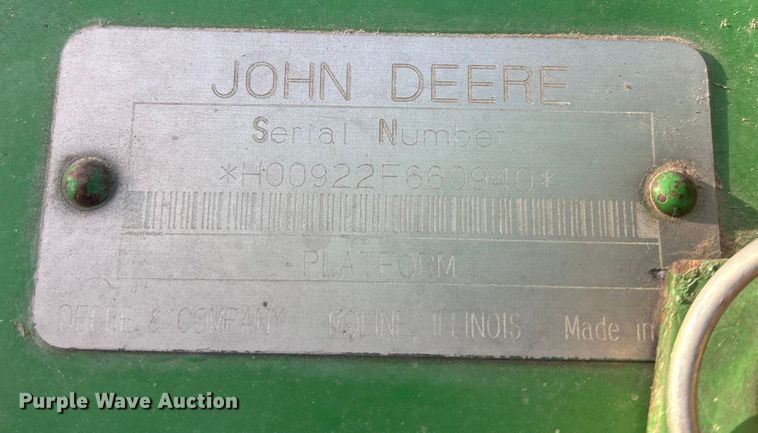 JOHN DEERE
Serial Number
*H00922F660940*
PLATFORM
DEERE & COMPANY MOLINE, ILLINOIS Made in
Purple Wave Auction